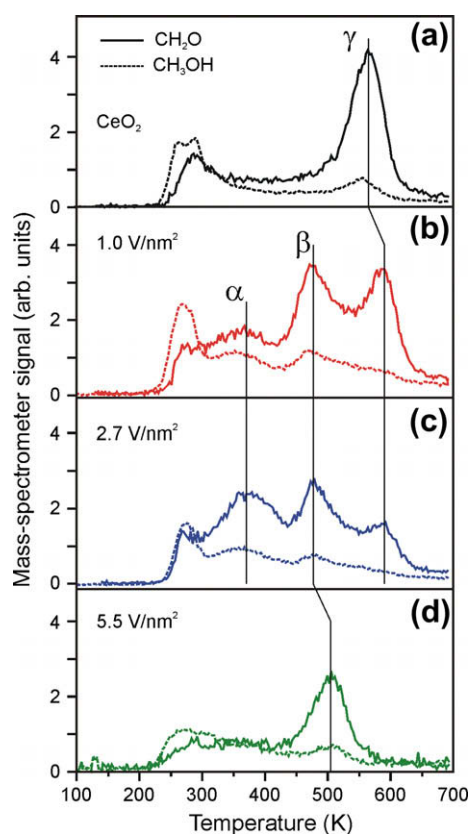 (a)
CH₂O
CH₃OH
γ
CeO₂
4
2
0
(b)
1.0 V/nm²
α
β
4
2
0
(c)
2.7 V/nm²
4
2
0
(d)
5.5 V/nm²
4
2
0
100 200 300 400 500 600 700
Temperature (K)
Mass-spectrometer signal (arb. units)